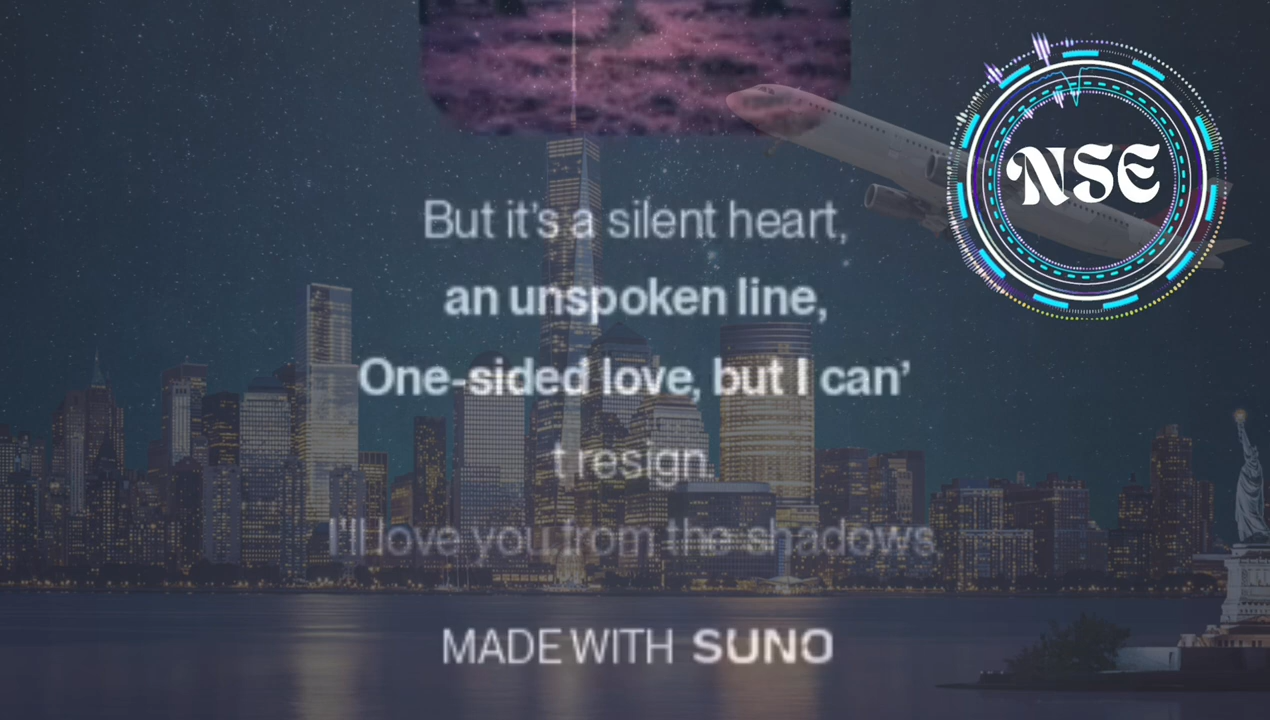 NSE
But it's a silent heart,
an unspoken line,
One-sided love, but I can'
t resign.
I'll love you from the shadows,
MADE WITH SUNO